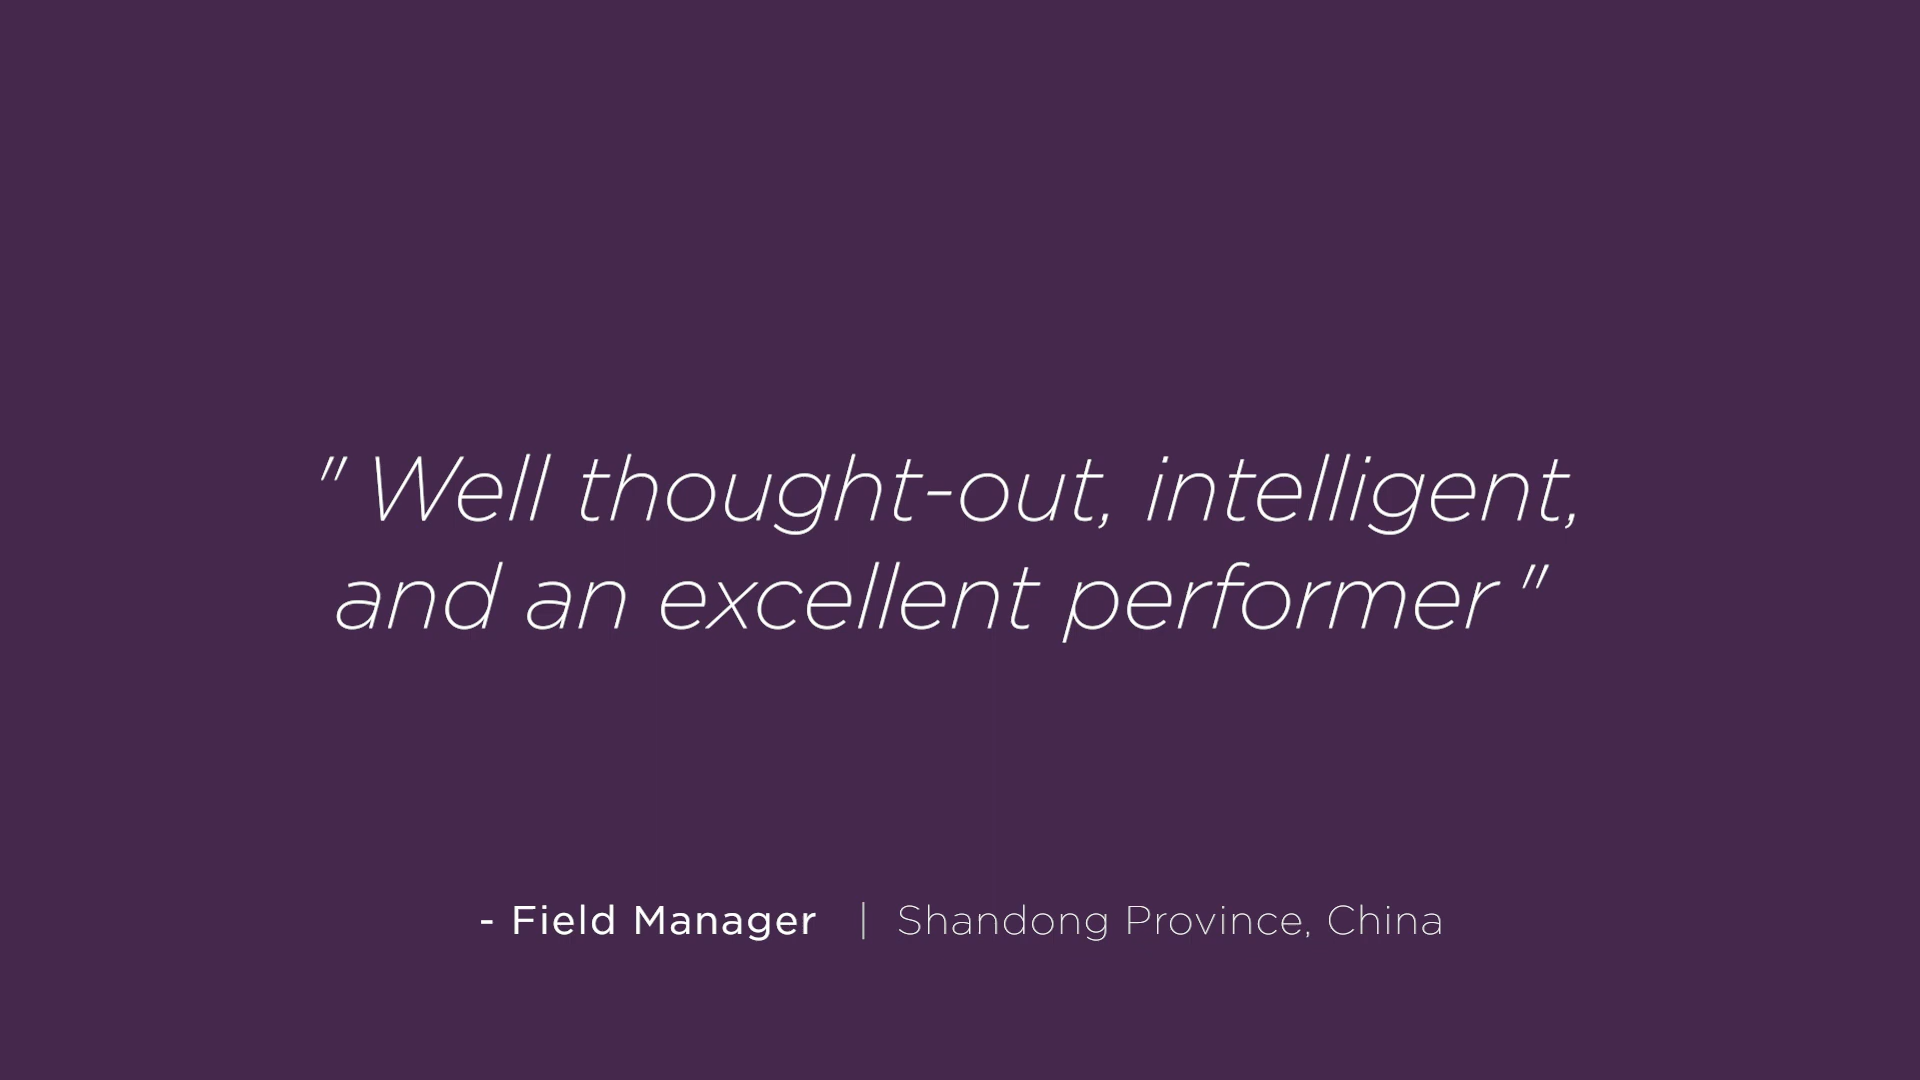 " Well thought-out, intelligent,
and an excellent performer "
- Field Manager | Shandong Province, China